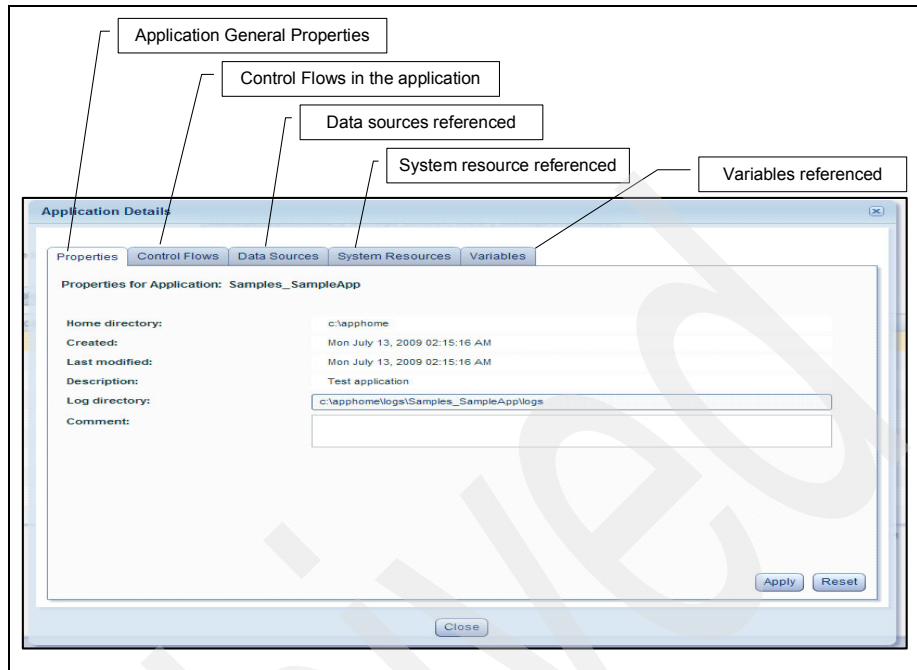 Application General Properties
Control Flows in the application
Data sources referenced
System resource referenced
Variables referenced
Application Details
Properties Control Flows Data Sources System Resources Variables
Properties for Application: Samples_SampleApp
Home directory: c:\apphome
Created: Mon July 13, 2009 02:15:16 AM
Last modified: Mon July 13, 2009 02:15:16 AM
Description: Test application
Log directory: c:\apphome\logs\Samples_SampleApp\logs
Comment:
Apply Reset
Close